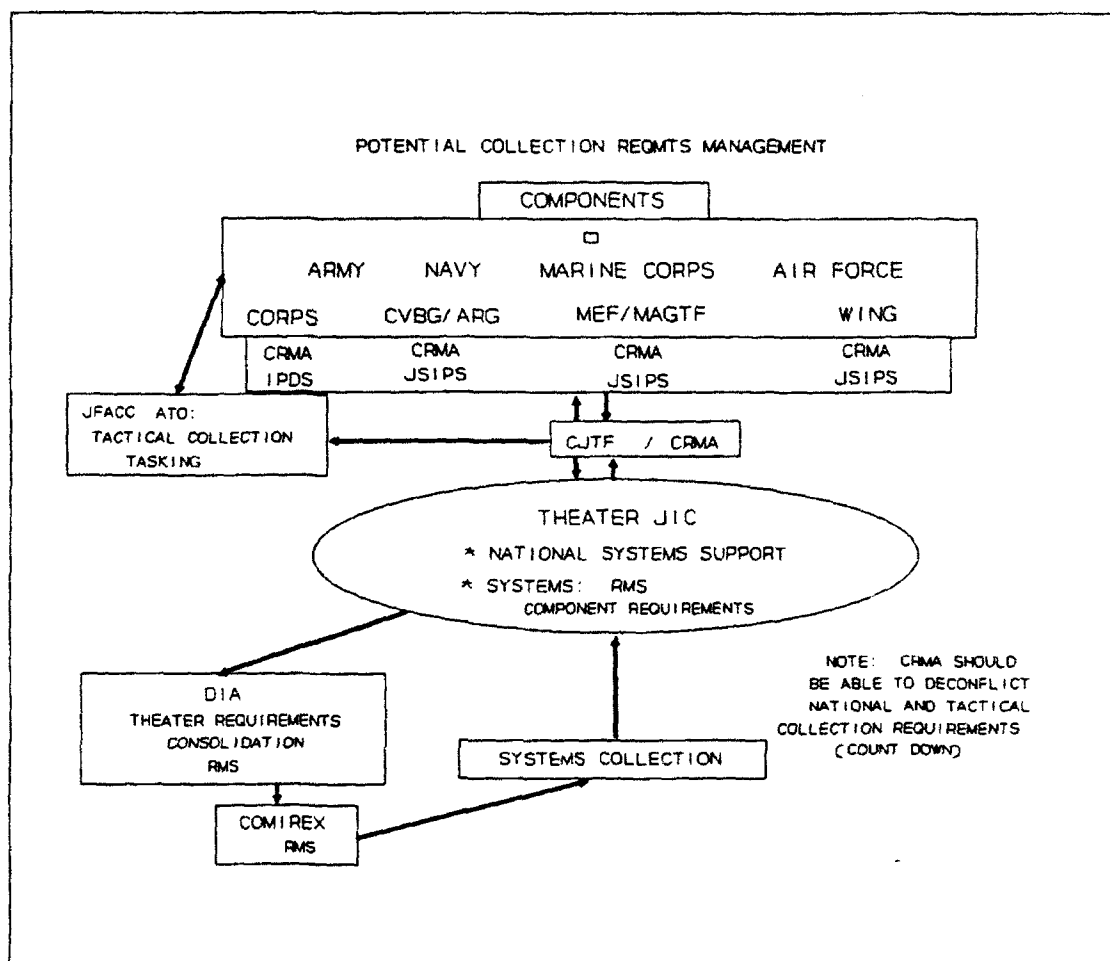 POTENTIAL COLLECTION REQMTS MANAGEMENT
COMPONENTS
ARMY NAVY MARINE CORPS AIR FORCE
CORPS CVBG/ARG MEF/MAGTF WING
CRMA CRMA CRMA CRMA
IPDS JSIPS JSIPS JSIPS
JFACC ATO:
TACTICAL COLLECTION
TASKING
CJTF / CRMA
THEATER JIC
* NATIONAL SYSTEMS SUPPORT
* SYSTEMS: RMS
COMPONENT REQUIREMENTS
DIA
THEATER REQUIREMENTS
CONSOLIDATION
RMS
NOTE: CRMA SHOULD
BE ABLE TO DECONFLICT
NATIONAL AND TACTICAL
COLLECTION REQUIREMENTS
(COUNT DOWN)
SYSTEMS COLLECTION
COMIREX
RMS